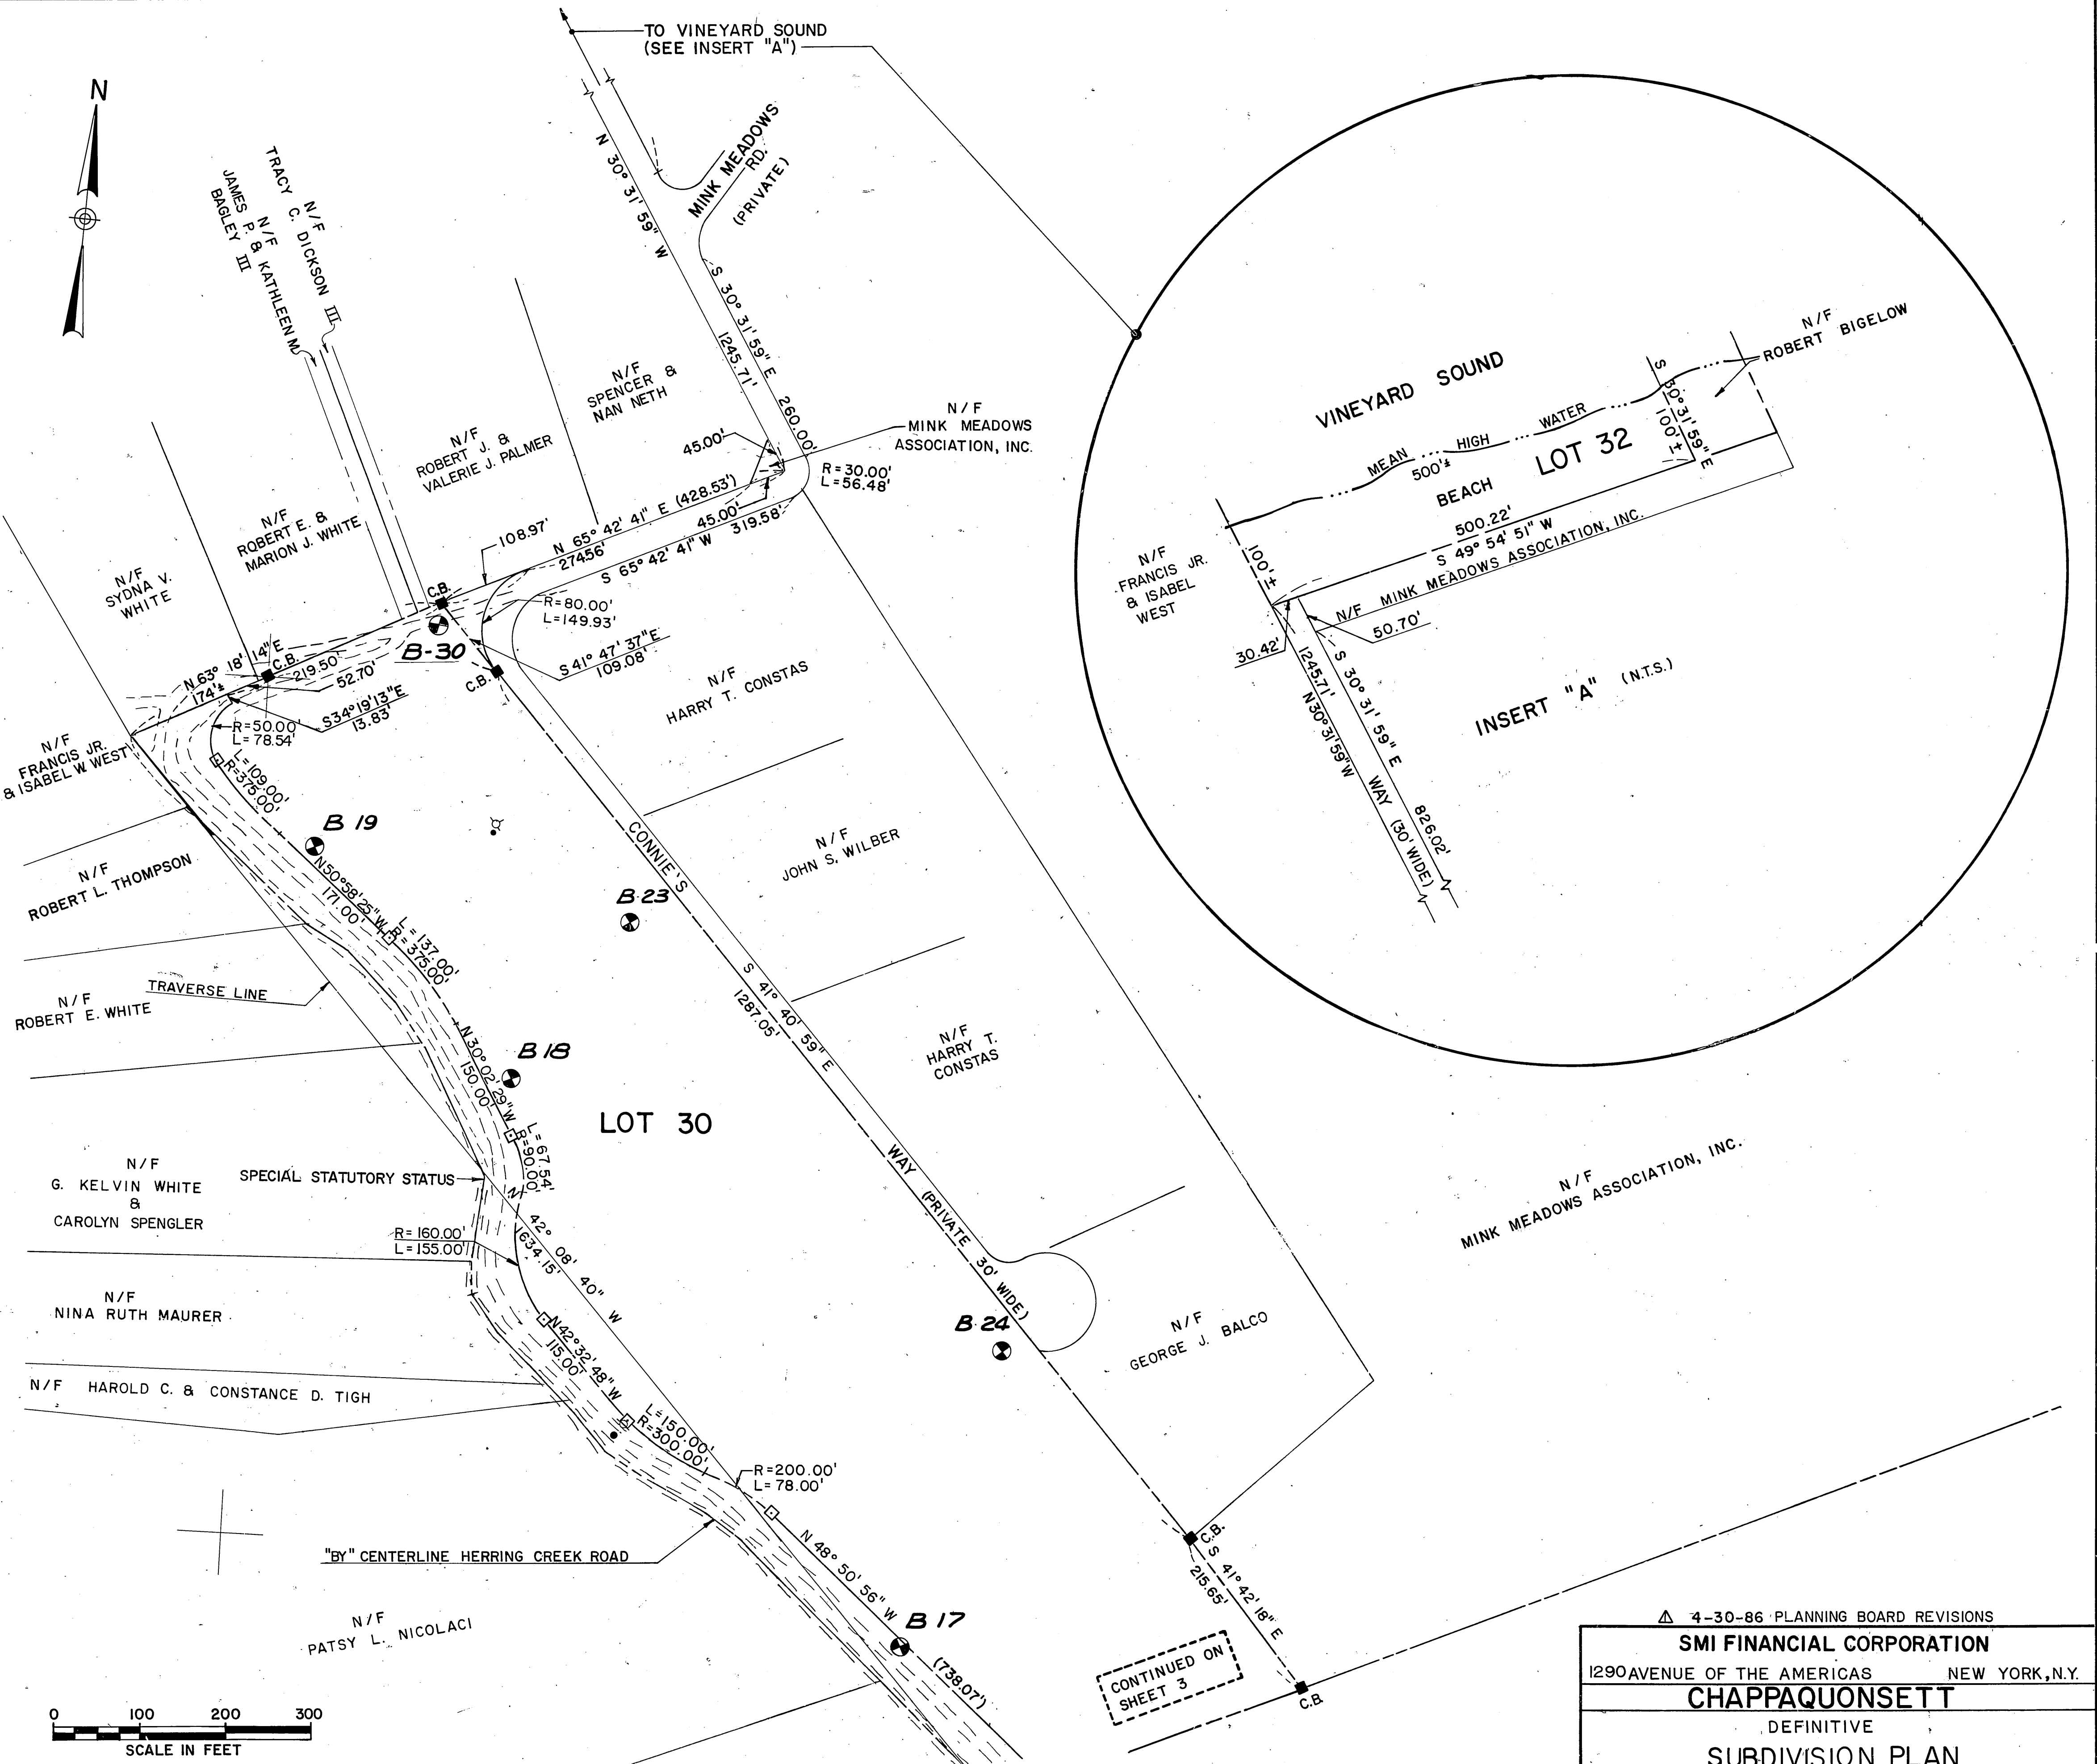 TO VINEYARD SOUND
(SEE INSERT "A")
N
MINK MEADOWS
RD.
(PRIVATE)
N 30° 31' 59" W
1245.71'
S 30° 31' 59" E
260.00'
N/F
TRACY C. DICKSON III
N/F
JAMES P. & KATHLEEN M.
BAGLEY III
N/F
SPENCER &
NAN NETH
N/F
ROBERT J. &
VALERIE J. PALMER
N/F
ROBERT E. &
MARION J. WHITE
N/F
SYDNA V.
WHITE
N/F
MINK MEADOWS
ASSOCIATION, INC.
45.00'
R=30.00'
L=56.48'
N 65° 42' 41" E (428.53')
274.56'
45.00'
S 65° 42' 41" W 319.58'
108.97'
C.B.
R=80.00'
L=149.93'
S 41° 47' 37" E
109.08'
B-30
C.B.
N 63° 18' 14" E
174'±
C.B.
219.50'
52.70'
S34°19'13"E
13.83'
R=50.00'
L=78.54'
N/F
FRANCIS JR.
& ISABEL W. WEST
L=109.00'
R=375.00'
N/F
HARRY T. CONSTAS
B 19
N50°58'25"W
171.00'
N/F
ROBERT L. THOMPSON
L=137.00'
R=375.00'
B-23
N/F
JOHN S. WILBER
CONNIE'S
S 41° 40' 59" E
1287.05'
WAY (PRIVATE 30' WIDE)
TRAVERSE LINE
N/F
ROBERT E. WHITE
N 30° 02' 29" W
150.00'
B 18
N/F
HARRY T.
CONSTAS
LOT 30
L=67.54'
R=90.00'
N/F
G. KELVIN WHITE
&
CAROLYN SPENGLER
SPECIAL STATUTORY STATUS
R=160.00'
L=155.00'
N 42° 08' 40" W
1634.15'
N/F
NINA RUTH MAURER
N42°32'48"W
115.00'
B-24
N/F
GEORGE J. BALCO
N/F HAROLD C. & CONSTANCE D. TIGH
L=150.00'
R=300.00'
R=200.00'
L=78.00'
"BY" CENTERLINE HERRING CREEK ROAD
N 48° 50' 56" W
(738.07')
B 17
C.B.
S 41° 42' 18" E
215.65'
C.B.
N/F
PATSY L. NICOLACI
CONTINUED ON
SHEET 3
N/F
MINK MEADOWS ASSOCIATION, INC.
VINEYARD SOUND
MEAN HIGH WATER
500'±
BEACH
LOT 32
S 30° 31' 59" E
100'±
N/F
ROBERT BIGELOW
500.22'
S 49° 54' 51" W
N/F MINK MEADOWS ASSOCIATION, INC.
100'±
N/F
FRANCIS JR.
& ISABEL
WEST
30.42'
50.70'
1245.71'
N30°31'59"W
WAY (30' WIDE)
S 30° 31' 59" E
826.02'
INSERT "A" (N.T.S.)
0 100 200 300
SCALE IN FEET
4-30-86 PLANNING BOARD REVISIONS
SMI FINANCIAL CORPORATION
1290 AVENUE OF THE AMERICAS NEW YORK, N.Y.
CHAPPAQUONSETT
DEFINITIVE
SUBDIVISION PLAN